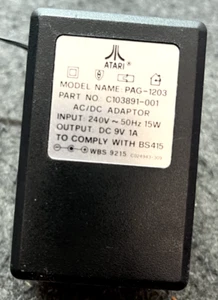 ATARI
MODEL NAME: PAG-1203
PART NO. C103891-001
AC/DC ADAPTOR
INPUT: 240V ~ 50Hz 15W
OUTPUT: DC 9V 1A
TO COMPLY WITH BS415
WBS 9215